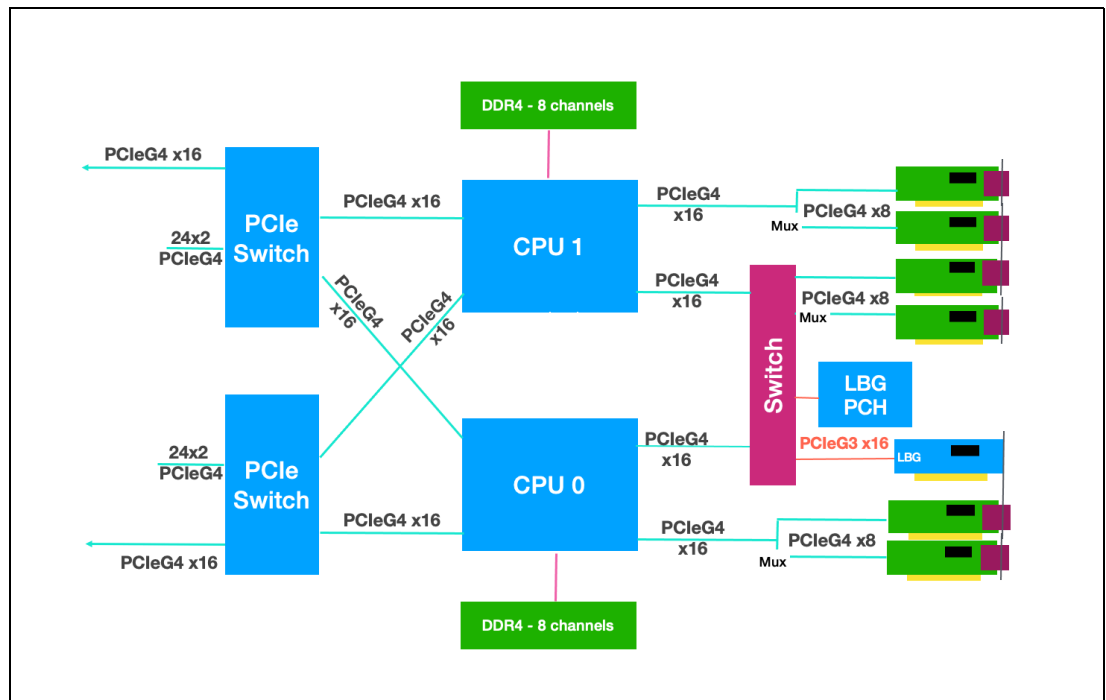 DDR4 - 8 channels
PCIeG4 x16
PCIe
Switch
24x2
PCIeG4
PCIeG4 x16
PCIeG4
x16
PCIeG4
x16
CPU 1
PCIeG4
x16
Mux
PCIeG4 x8
PCIeG4
x16
PCIeG4 x8
Mux
Switch
LBG
PCH
PCIeG3 x16
LBG
24x2
PCIeG4
PCIe
Switch
PCIeG4 x16
PCIeG4 x16
CPU 0
PCIeG4
x16
PCIeG4
x16
PCIeG4 x8
Mux
DDR4 - 8 channels